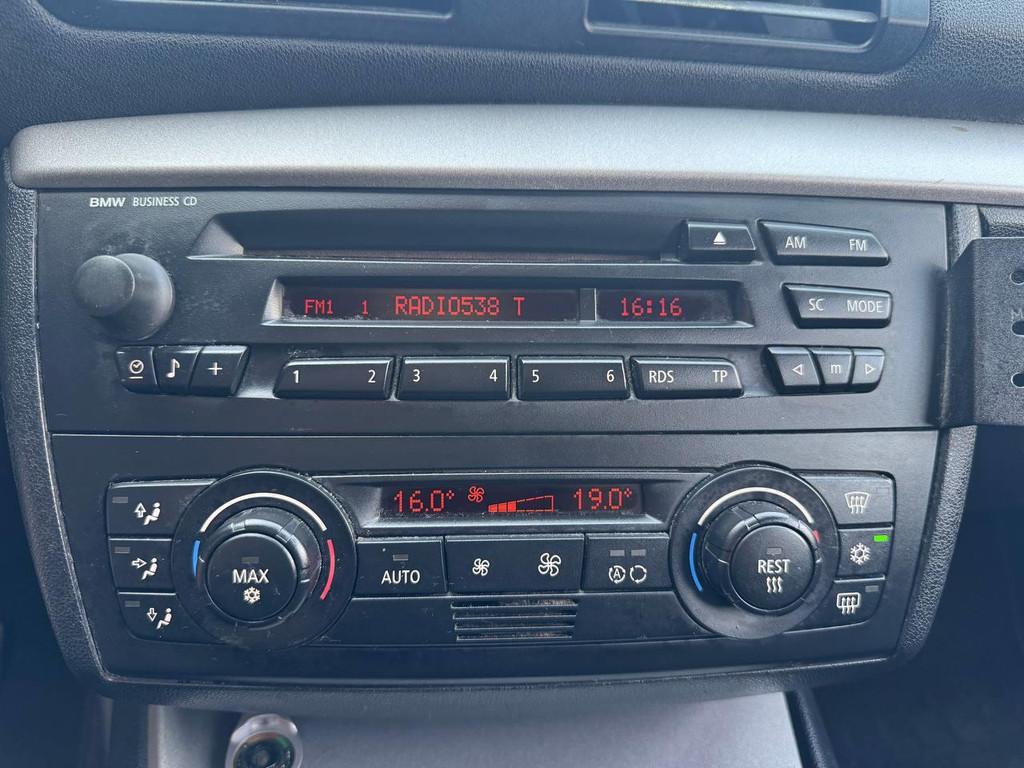 BMW BUSINESS CD
AM FM
FM1 1 RADIO538 T 16:16
SC MODE
1 2 3 4 5 6 RDS TP m
16.0° 19.0°
MAX AUTO A REST